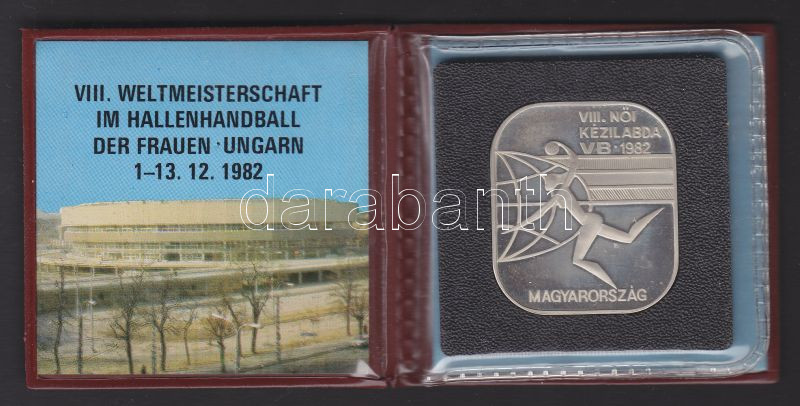 VIII. WELTMEISTERSCHAFT
IM HALLENHANDBALL
DER FRAUEN · UNGARN
1–13. 12. 1982
VIII. NŐI
KÉZILABDA
VB · 1982
MAGYARORSZÁG
darabanth